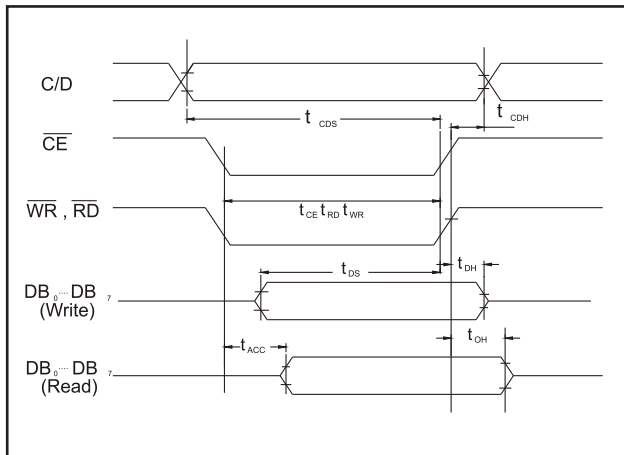 C/D
t CDS
t CDH
CE
t CE t RD t WR
WR , RD
t DS
t DH
DB 0 .... DB 7
(Write)
t ACC
t OH
DB 0 .... DB 7
(Read)